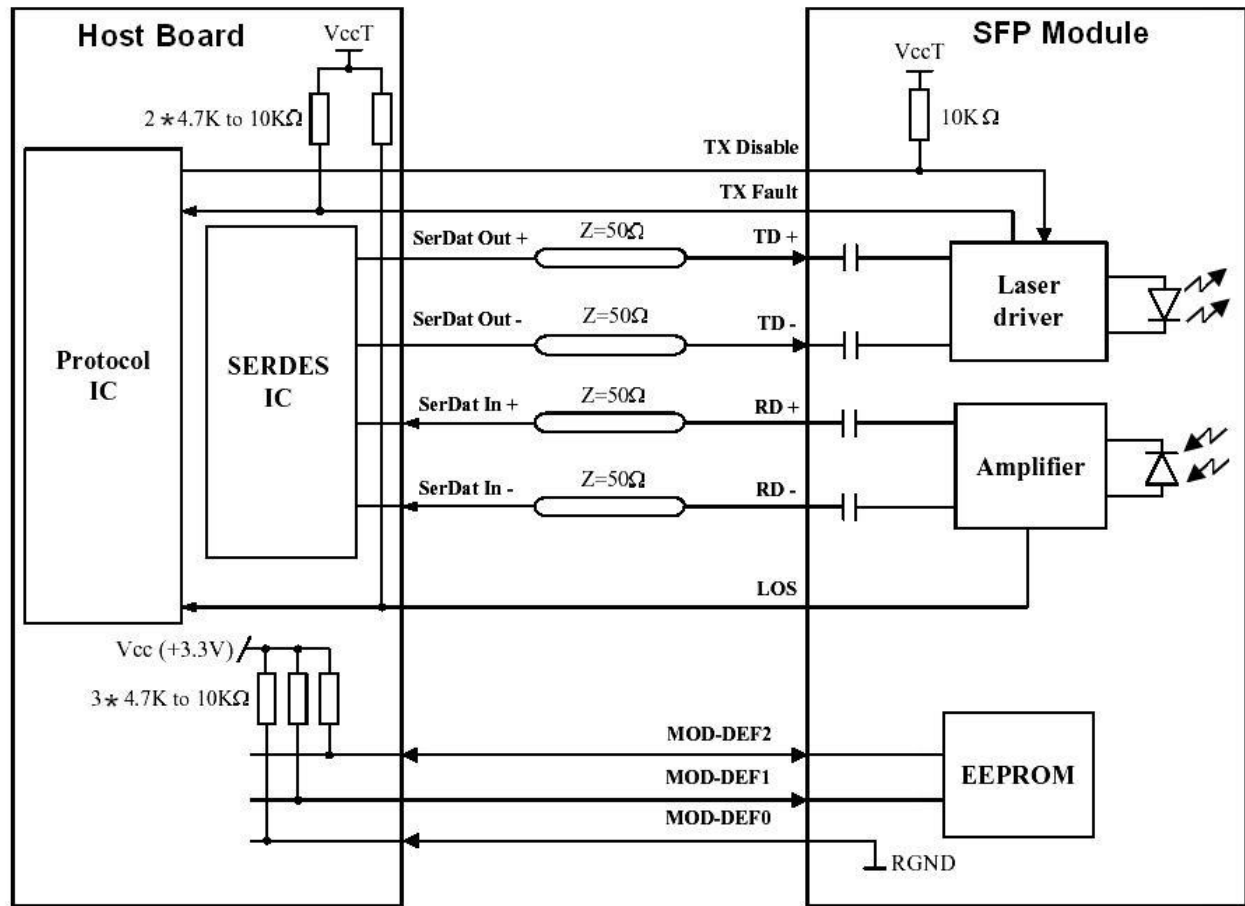 Host Board
SFP Module
VccT
VccT
2*4.7K to 10KΩ
10KΩ
TX Disable
TX Fault
SerDat Out +
Z=50Ω
TD +
SerDat Out -
Z=50Ω
TD -
Laser
driver
Protocol
IC
SERDES
IC
SerDat In +
Z=50Ω
RD +
SerDat In -
Z=50Ω
RD -
Amplifier
LOS
Vcc (+3.3V)
3* 4.7K to 10KΩ
MOD-DEF2
MOD-DEF1
MOD-DEF0
EEPROM
RGND